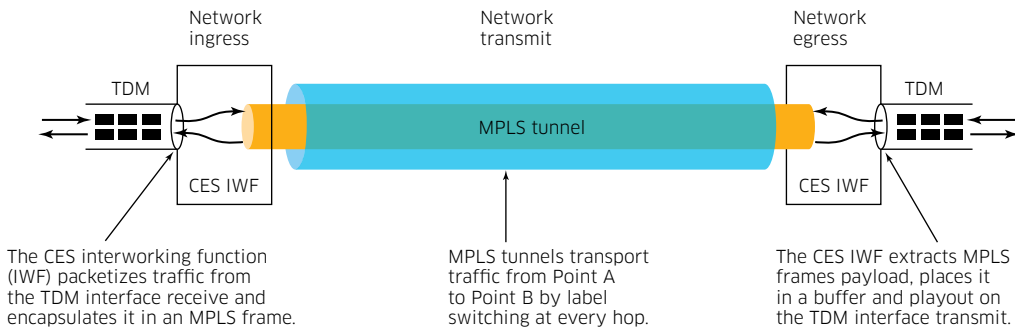 Network
ingress
Network
transmit
Network
egress
TDM
TDM
MPLS tunnel
CES IWF
CES IWF
The CES interworking function
(IWF) packetizes traffic from
the TDM interface receive and
encapsulates it in an MPLS frame.
MPLS tunnels transport
traffic from Point A
to Point B by label
switching at every hop.
The CES IWF extracts MPLS
frames payload, places it
in a buffer and playout on
the TDM interface transmit.